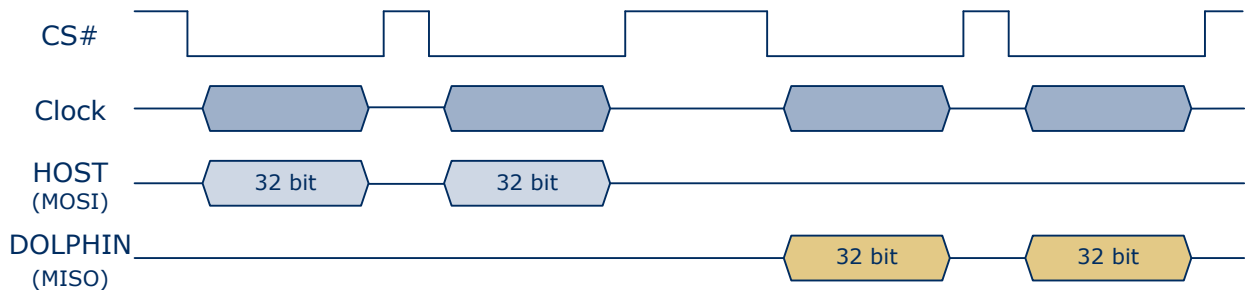 CS#
Clock
HOST
(MOSI)
32 bit
32 bit
DOLPHIN
(MISO)
32 bit
32 bit